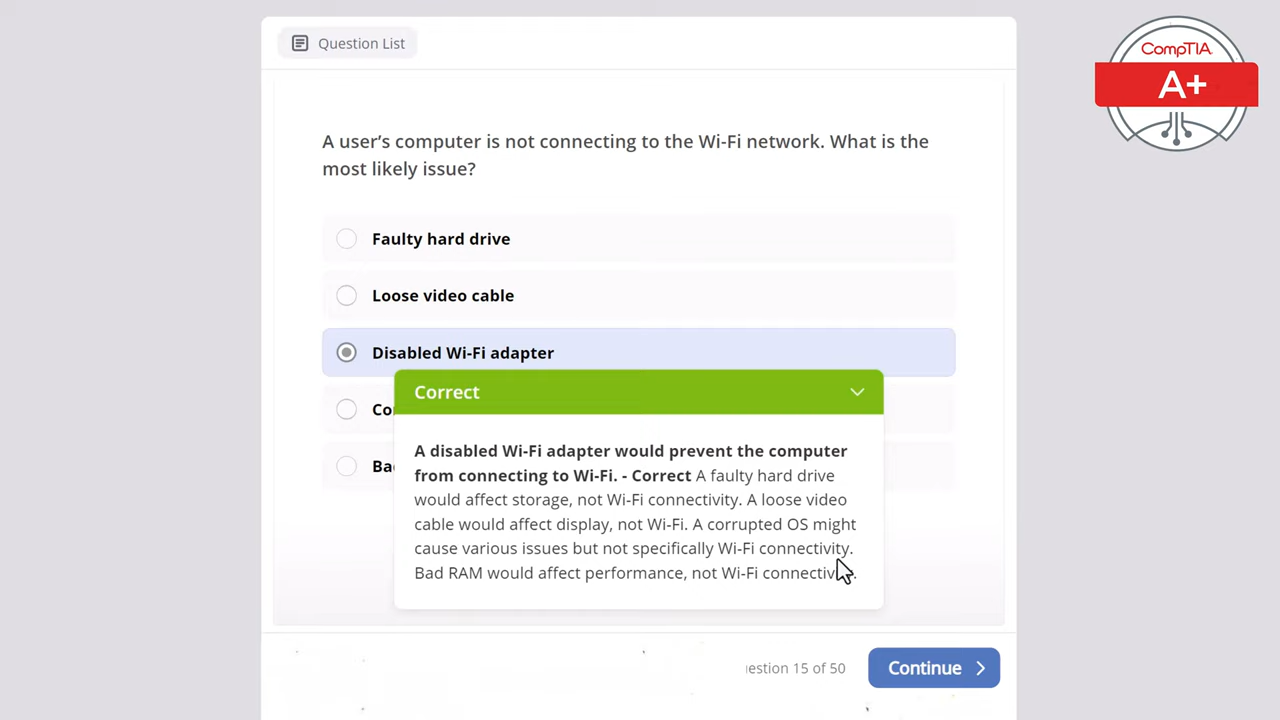 Question List
CompTIA
A+
A user's computer is not connecting to the Wi-Fi network. What is the
most likely issue?
Faulty hard drive
Loose video cable
Disabled Wi-Fi adapter
Correct
A disabled Wi-Fi adapter would prevent the computer
from connecting to Wi-Fi. - Correct A faulty hard drive
would affect storage, not Wi-Fi connectivity. A loose video
cable would affect display, not Wi-Fi. A corrupted OS might
cause various issues but not specifically Wi-Fi connectivity.
Bad RAM would affect performance, not Wi-Fi
15 of 50
Continue